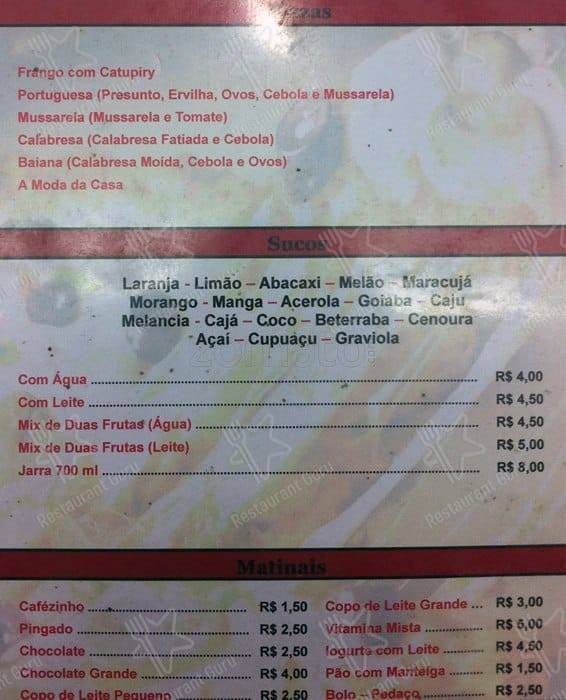 Frango com Catupiry
Portuguesa (Presunto, Ervilha, Ovos, Cebola e Mussarela)
Mussarela (Mussarela e Tomate)
Calabresa (Calabresa Fatiada e Cebola)
Baiana (Calabresa Moída, Cebola e Ovos)
A Moda da Casa
Sucos
Laranja - Limão – Abacaxi – Melão – Maracujá
Morango - Manga – Acerola – Goiaba – Caju
Melancia - Cajá – Coco – Beterraba – Cenoura
Açaí – Cupuaçu – Graviola
zomato
Com Água ........ R$ 4,00
Com Leite ........ R$ 4,50
Mix de Duas Frutas (Água) ........ R$ 4,50
Mix de Duas Frutas (Leite) R$ 5,00
Jarra 700 ml ........ R$ 8,00
Restaurant Guru
Matinais
Cafézinho ........ R$ 1,50
Pingado ........ R$ 2,50
Chocolate ........ R$ 2,50
Chocolate Grande ........ R$ 4,00
Copo de Leite Pequeno ........ R$ 2,50
Copo de Leite Grande ... R$ 3,00
Vitamina Mista ........ R$ 5,00
Iogurte com Leite ........ R$ 4,50
Pão com Manteiga ........ R$ 1,50
Bolo – Pedaço ........ R$ 2,50